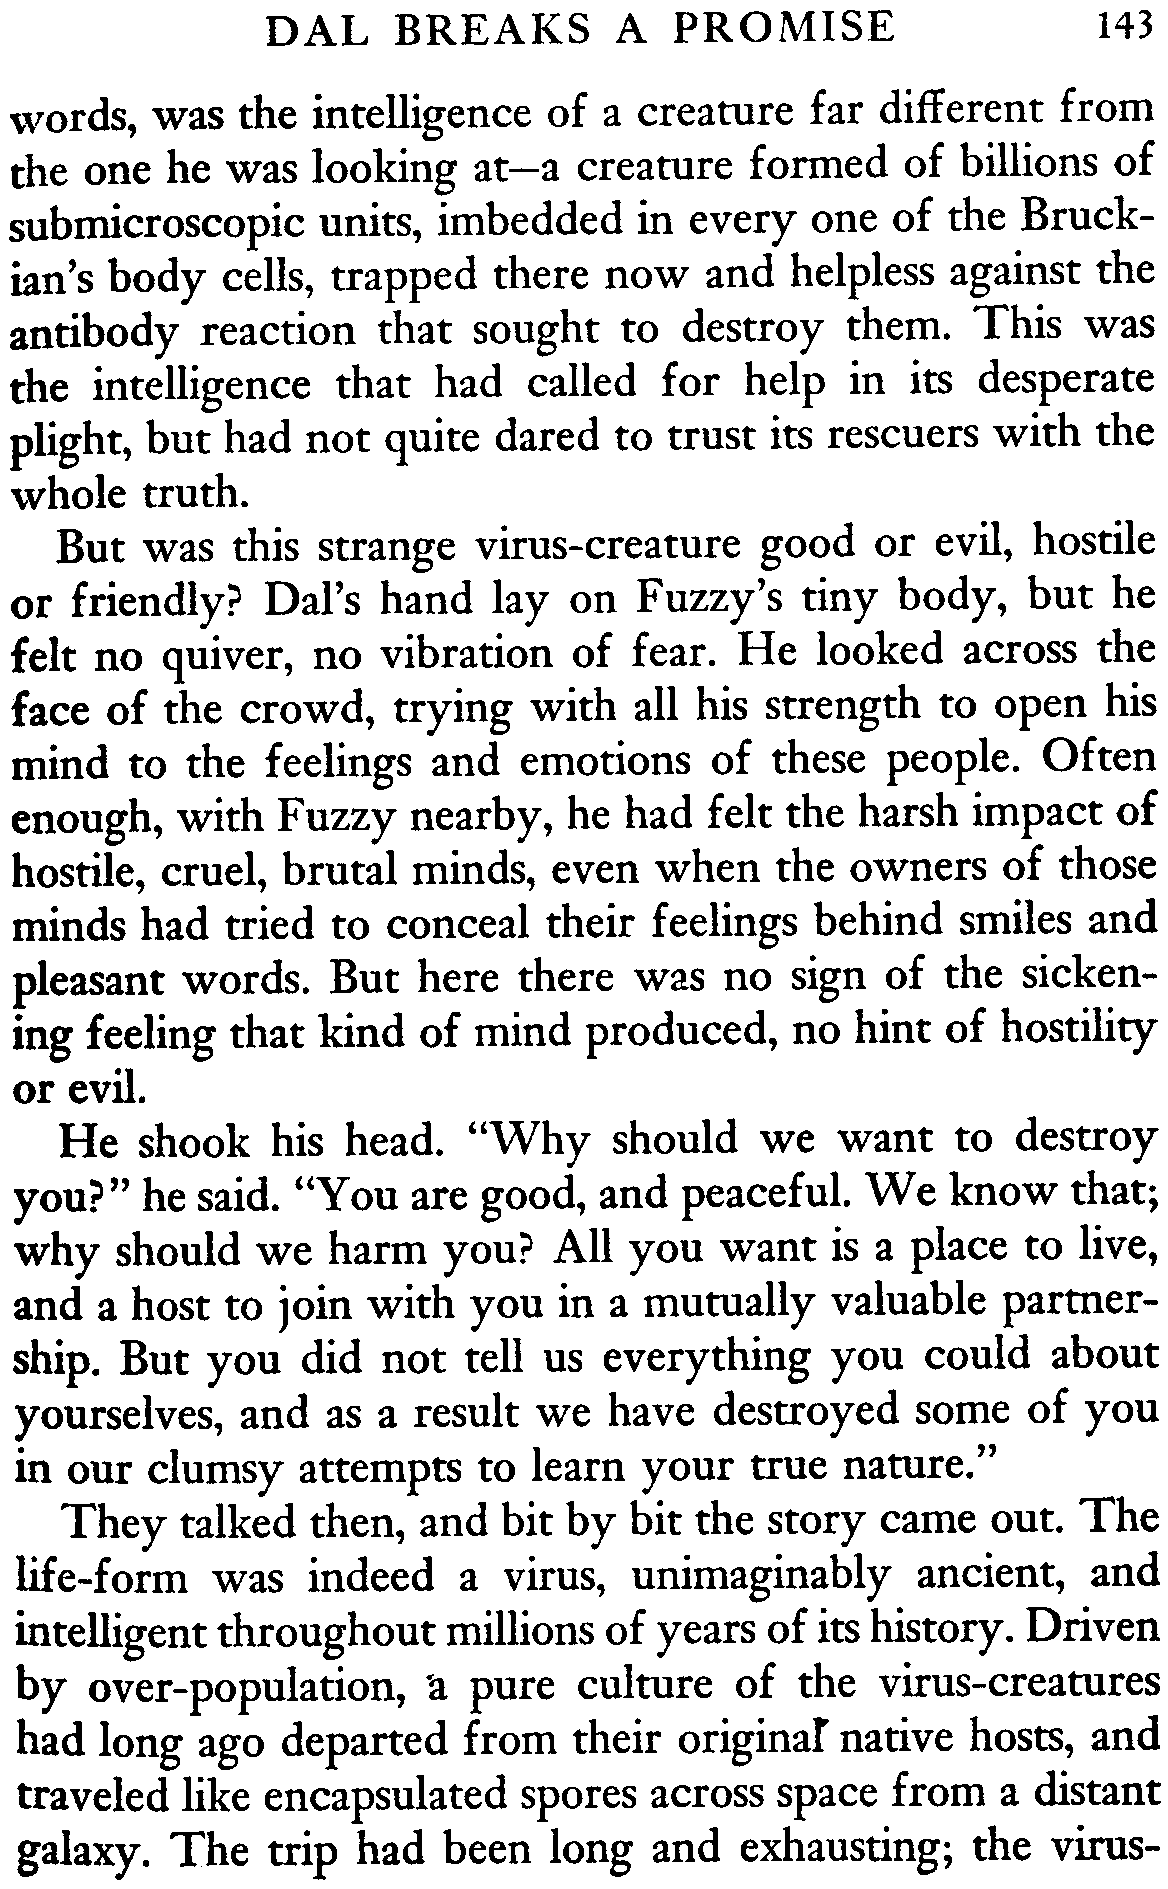 DAL BREAKS A PROMISE 143
words, was the intelligence of a creature far different from
the one he was looking at—a creature formed of billions of
submicroscopic units, imbedded in every one of the Bruck-
ian's body cells, trapped there now and helpless against the
antibody reaction that sought to destroy them. This was
the intelligence that had called for help in its desperate
plight, but had not quite dared to trust its rescuers with the
whole truth.
But was this strange virus-creature good or evil, hostile
or friendly? Dal's hand lay on Fuzzy's tiny body, but he
felt no quiver, no vibration of fear. He looked across the
face of the crowd, trying with all his strength to open his
mind to the feelings and emotions of these people. Often
enough, with Fuzzy nearby, he had felt the harsh impact of
hostile, cruel, brutal minds, even when the owners of those
minds had tried to conceal their feelings behind smiles and
pleasant words. But here there was no sign of the sicken-
ing feeling that kind of mind produced, no hint of hostility
or evil.
He shook his head. "Why should we want to destroy
you?" he said. "You are good, and peaceful. We know that;
why should we harm you? All you want is a place to live,
and a host to join with you in a mutually valuable partner-
ship. But you did not tell us everything you could about
yourselves, and as a result we have destroyed some of you
in our clumsy attempts to learn your true nature."
They talked then, and bit by bit the story came out. The
life-form was indeed a virus, unimaginably ancient, and
intelligent throughout millions of years of its history. Driven
by over-population, a pure culture of the virus-creatures
had long ago departed from their original native hosts, and
traveled like encapsulated spores across space from a distant
galaxy. The trip had been long and exhausting; the virus-